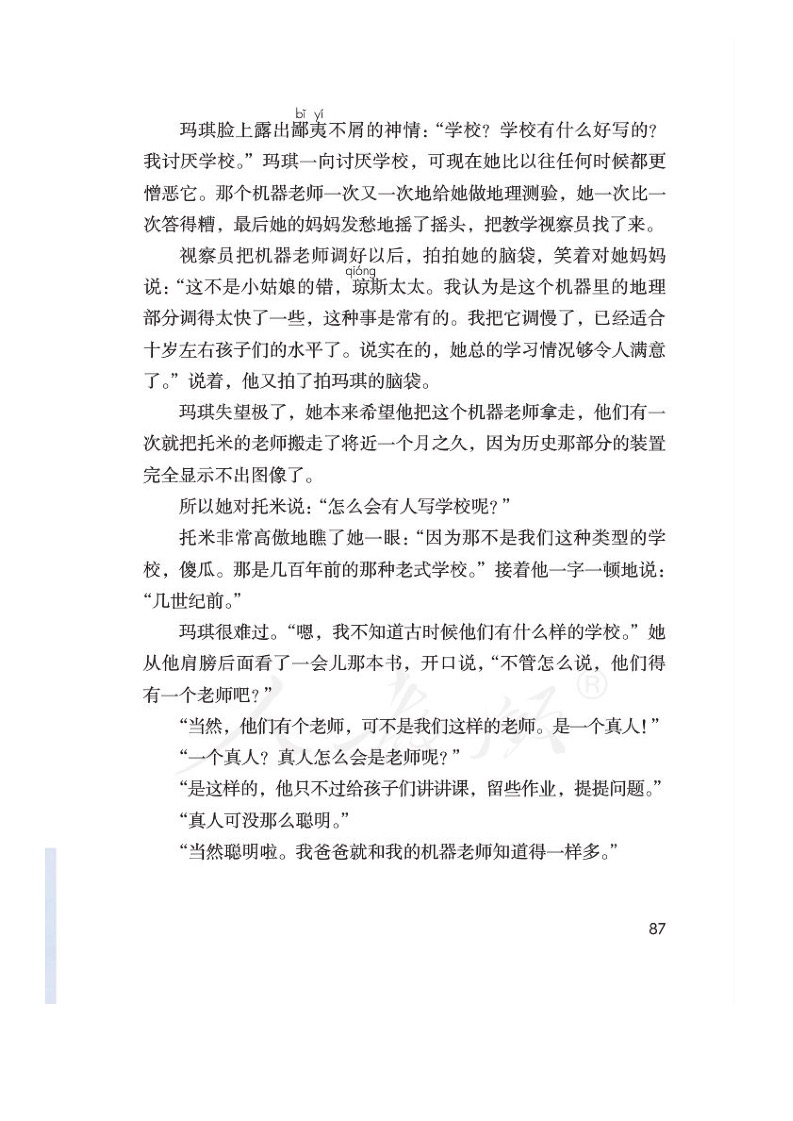 bǐ yí
玛琪脸上露出鄙夷不屑的神情：“学校？学校有什么好写的？
我讨厌学校。”玛琪一向讨厌学校，可现在她比以往任何时候都更
憎恶它。那个机器老师一次又一次地给她做地理测验，她一次比一
次答得糟，最后她的妈妈发愁地摇了摇头，把教学视察员找了来。
视察员把机器老师调好以后，拍拍她的脑袋，笑着对她妈妈
qióng
说：“这不是小姑娘的错，琼斯太太。我认为是这个机器里的地理
部分调得太快了一些，这种事是常有的。我把它调慢了，已经适合
十岁左右孩子们的水平了。说实在的，她总的学习情况够令人满意
了。”说着，他又拍了拍玛琪的脑袋。
玛琪失望极了，她本来希望他把这个机器老师拿走，他们有一
次就把托米的老师搬走了将近一个月之久，因为历史那部分的装置
完全显示不出图像了。
所以她对托米说：“怎么会有人写学校呢？”
托米非常高傲地瞧了她一眼：“因为那不是我们这种类型的学
校，傻瓜。那是几百年前的那种老式学校。”接着他一字一顿地说：
“几世纪前。”
玛琪很难过。“嗯，我不知道古时候他们有什么样的学校。”她
从他肩膀后面看了一会儿那本书，开口说，“不管怎么说，他们得
有一个老师吧？”
“当然，他们有个老师，可不是我们这样的老师。是一个真人！”
“一个真人？真人怎么会是老师呢？”
“是这样的，他只不过给孩子们讲讲课，留些作业，提提问题。”
“真人可没那么聪明。”
“当然聪明啦。我爸爸就和我的机器老师知道得一样多。”
人教领®
87